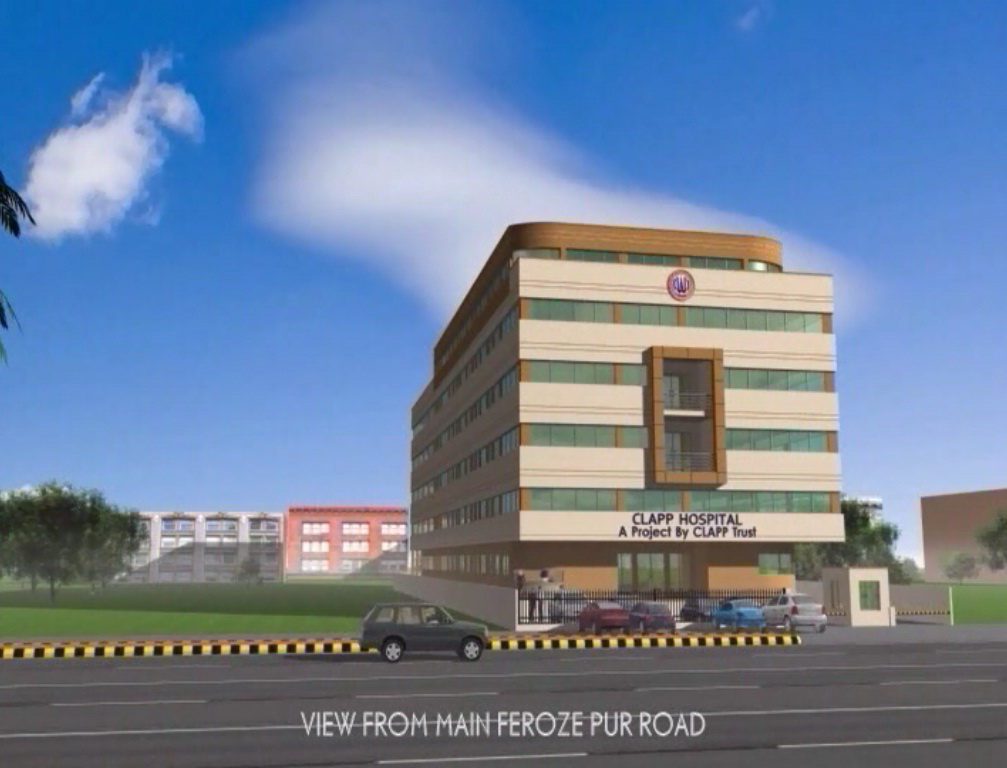 CLAPP HOSPITAL
A Project By CLAPP Trust
VIEW FROM MAIN FEROZE PUR ROAD